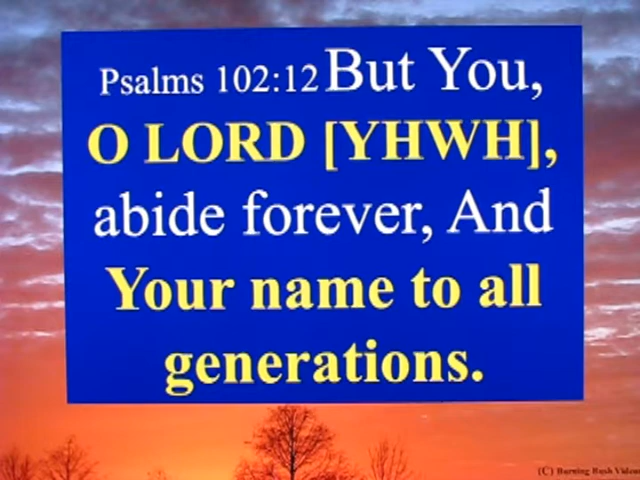 Psalms 102:12 But You,
O LORD [YHWH],
abide forever, And
Your name to all
generations.
(C) Burning Bush Videos